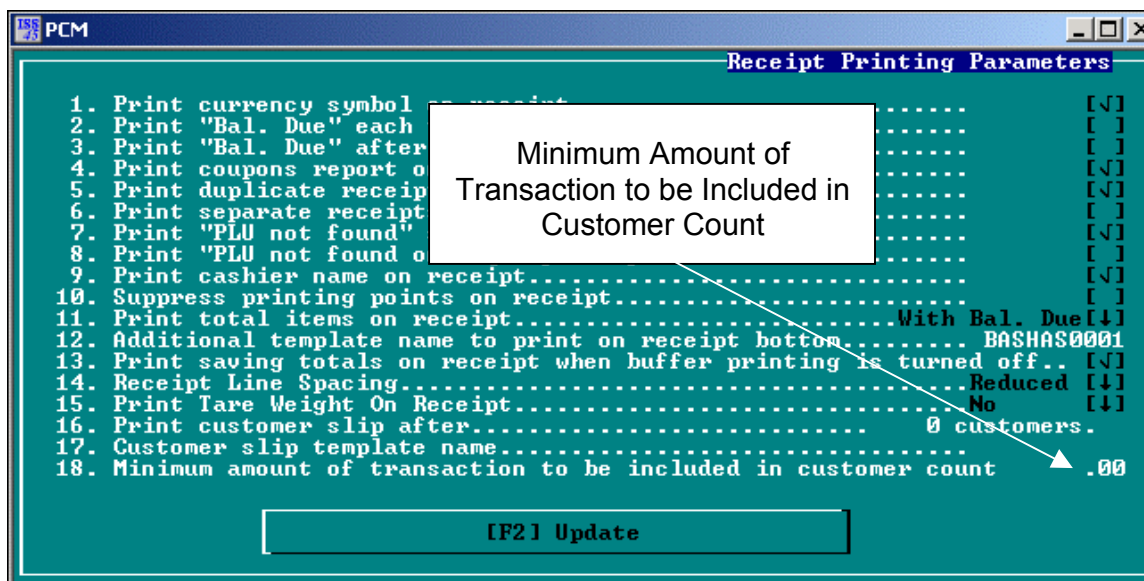 ISS 45 PCM
Receipt Printing Parameters
1. Print currency symbol on receipt.......................... [√]
2. Print "Bal. Due" each ....... [ ]
3. Print "Bal. Due" after ....... [ ]
4. Print coupons report o ....... [√]
5. Print duplicate receip ....... [√]
6. Print separate receipt ....... [ ]
7. Print "PLU not found" ....... [√]
8. Print "PLU not found o ....... [ ]
9. Print cashier name on receipt............................ [√]
10. Suppress printing points on receipt...................... [ ]
11. Print total items on receipt.........................With Bal. Due[↓]
12. Additional template name to print on receipt bottom......... BASHAS0001
13. Print saving totals on receipt when buffer printing is turned off.. [√]
14. Receipt Line Spacing....................................Reduced [↓]
15. Print Tare Weight On Receipt............................No [↓]
16. Print customer slip after........................... 0 customers.
17. Customer slip template name..............................
18. Minimum amount of transaction to be included in customer count .00
[F2] Update
Minimum Amount of
Transaction to be Included in
Customer Count